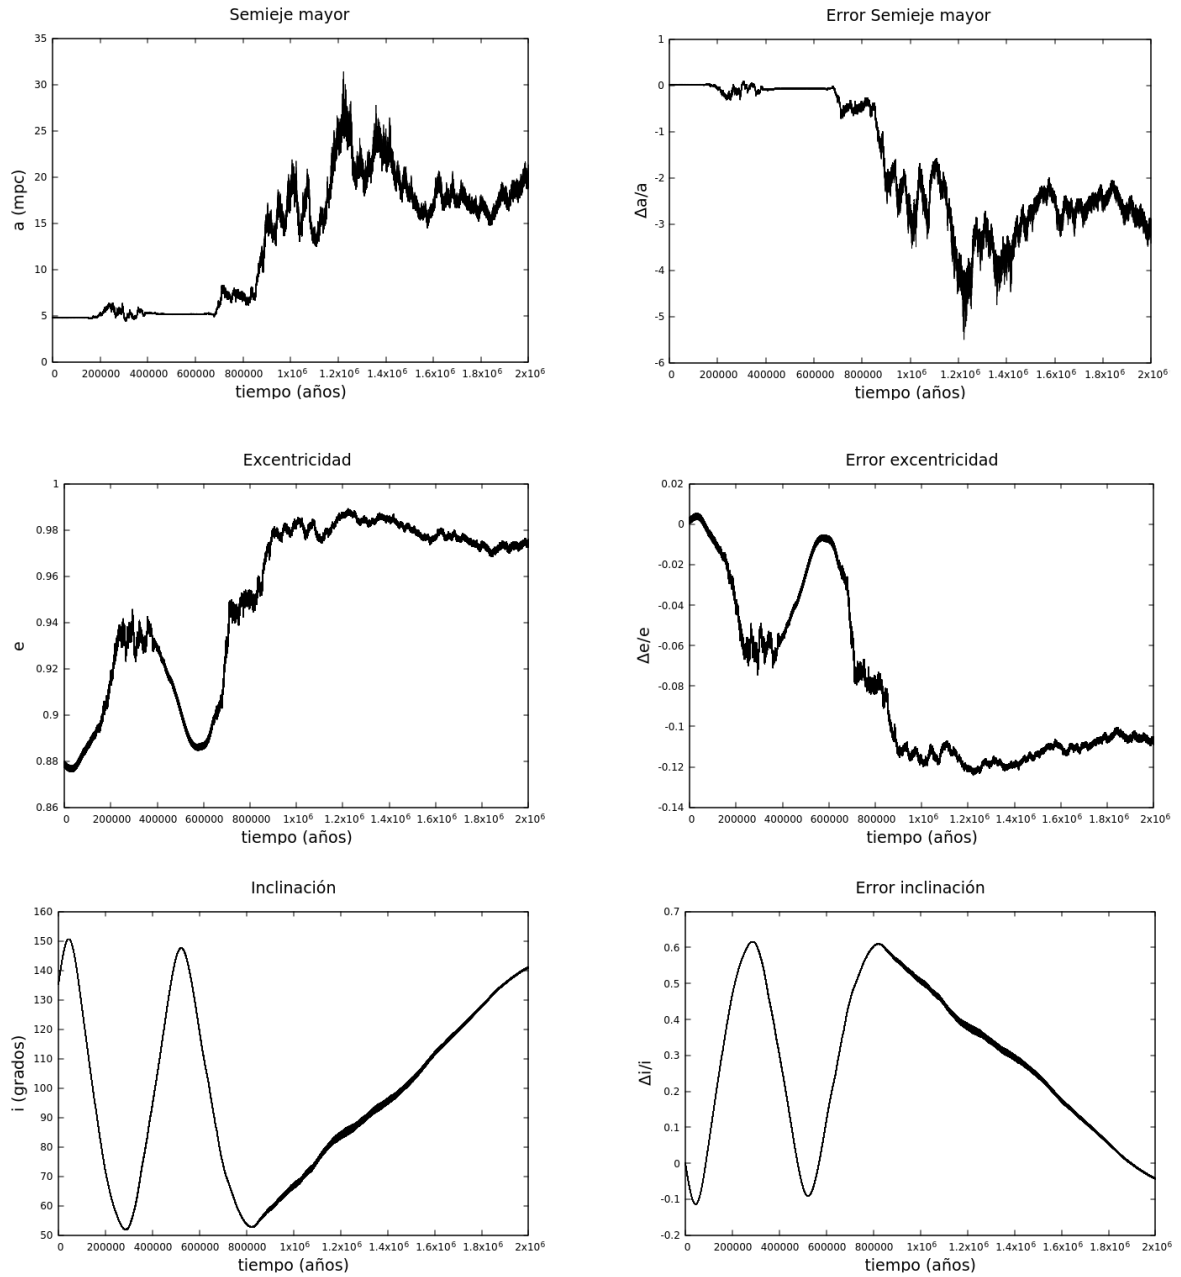 Semieje mayor
35
30
25
20
15
10
5
0
a (mpc)
0 200000 400000 600000 800000 1x10⁶ 1.2x10⁶ 1.4x10⁶ 1.6x10⁶ 1.8x10⁶ 2x10⁶
tiempo (años)
Error Semieje mayor
1
0
-1
-2
-3
-4
-5
-6
Δa/a
0 200000 400000 600000 800000 1x10⁶ 1.2x10⁶ 1.4x10⁶ 1.6x10⁶ 1.8x10⁶ 2x10⁶
tiempo (años)
Excentricidad
1
0.98
0.96
0.94
0.92
0.9
0.88
0.86
e
0 200000 400000 600000 800000 1x10⁶ 1.2x10⁶ 1.4x10⁶ 1.6x10⁶ 1.8x10⁶ 2x10⁶
tiempo (años)
Error excentricidad
0.02
0
-0.02
-0.04
-0.06
-0.08
-0.1
-0.12
-0.14
Δe/e
0 200000 400000 600000 800000 1x10⁶ 1.2x10⁶ 1.4x10⁶ 1.6x10⁶ 1.8x10⁶ 2x10⁶
tiempo (años)
Inclinación
160
150
140
130
120
110
100
90
80
70
60
50
i (grados)
0 200000 400000 600000 800000 1x10⁶ 1.2x10⁶ 1.4x10⁶ 1.6x10⁶ 1.8x10⁶ 2x10⁶
tiempo (años)
Error inclinación
0.7
0.6
0.5
0.4
0.3
0.2
0.1
0
-0.1
-0.2
Δi/i
0 200000 400000 600000 800000 1x10⁶ 1.2x10⁶ 1.4x10⁶ 1.6x10⁶ 1.8x10⁶ 2x10⁶
tiempo (años)